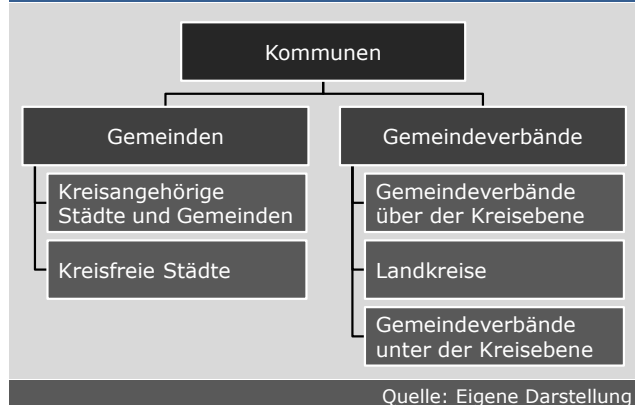 Kommunen
Gemeinden
Kreisangehörige
Städte und Gemeinden
Kreisfreie Städte
Gemeindeverbände
Gemeindeverbände
über der Kreisebene
Landkreise
Gemeindeverbände
unter der Kreisebene
Quelle: Eigene Darstellung